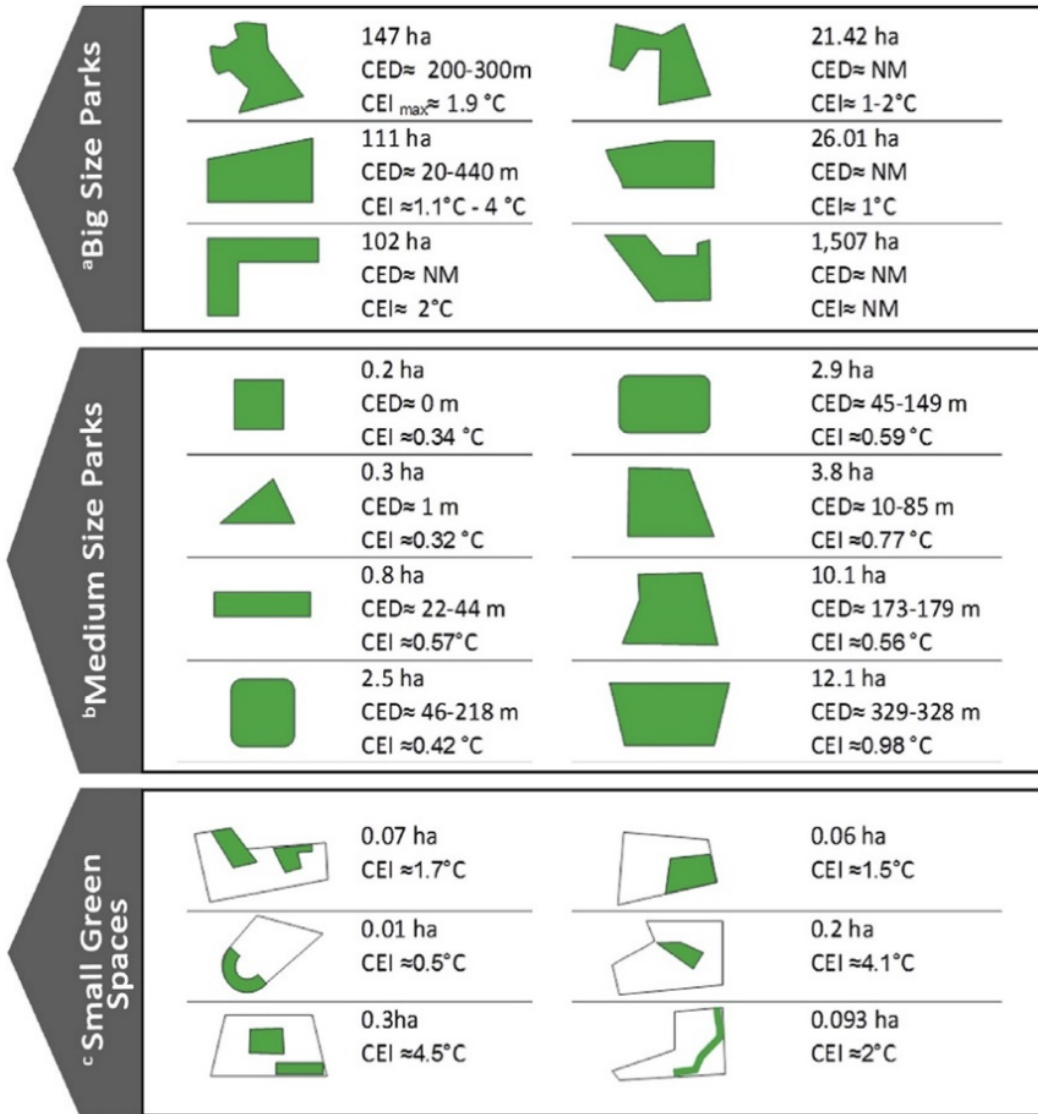 ᵃBig Size Parks
147 ha
CED≈ 200-300m
CEI max≈ 1.9 °C
21.42 ha
CED≈ NM
CEI≈ 1-2°C
111 ha
CED≈ 20-440 m
CEI ≈1.1°C - 4 °C
26.01 ha
CED≈ NM
CEI≈ 1°C
102 ha
CED≈ NM
CEI≈ 2°C
1,507 ha
CED≈ NM
CEI≈ NM
ᵇMedium Size Parks
0.2 ha
CED≈ 0 m
CEI ≈0.34 °C
2.9 ha
CED≈ 45-149 m
CEI ≈0.59 °C
0.3 ha
CED≈ 1 m
CEI ≈0.32 °C
3.8 ha
CED≈ 10-85 m
CEI ≈0.77 °C
0.8 ha
CED≈ 22-44 m
CEI ≈0.57°C
10.1 ha
CED≈ 173-179 m
CEI ≈0.56 °C
2.5 ha
CED≈ 46-218 m
CEI ≈0.42 °C
12.1 ha
CED≈ 329-328 m
CEI ≈0.98 °C
ᶜ Small Green
Spaces
0.07 ha
CEI ≈1.7°C
0.06 ha
CEI ≈1.5°C
0.01 ha
CEI ≈0.5°C
0.2 ha
CEI ≈4.1°C
0.3ha
CEI ≈4.5°C
0.093 ha
CEI ≈2°C